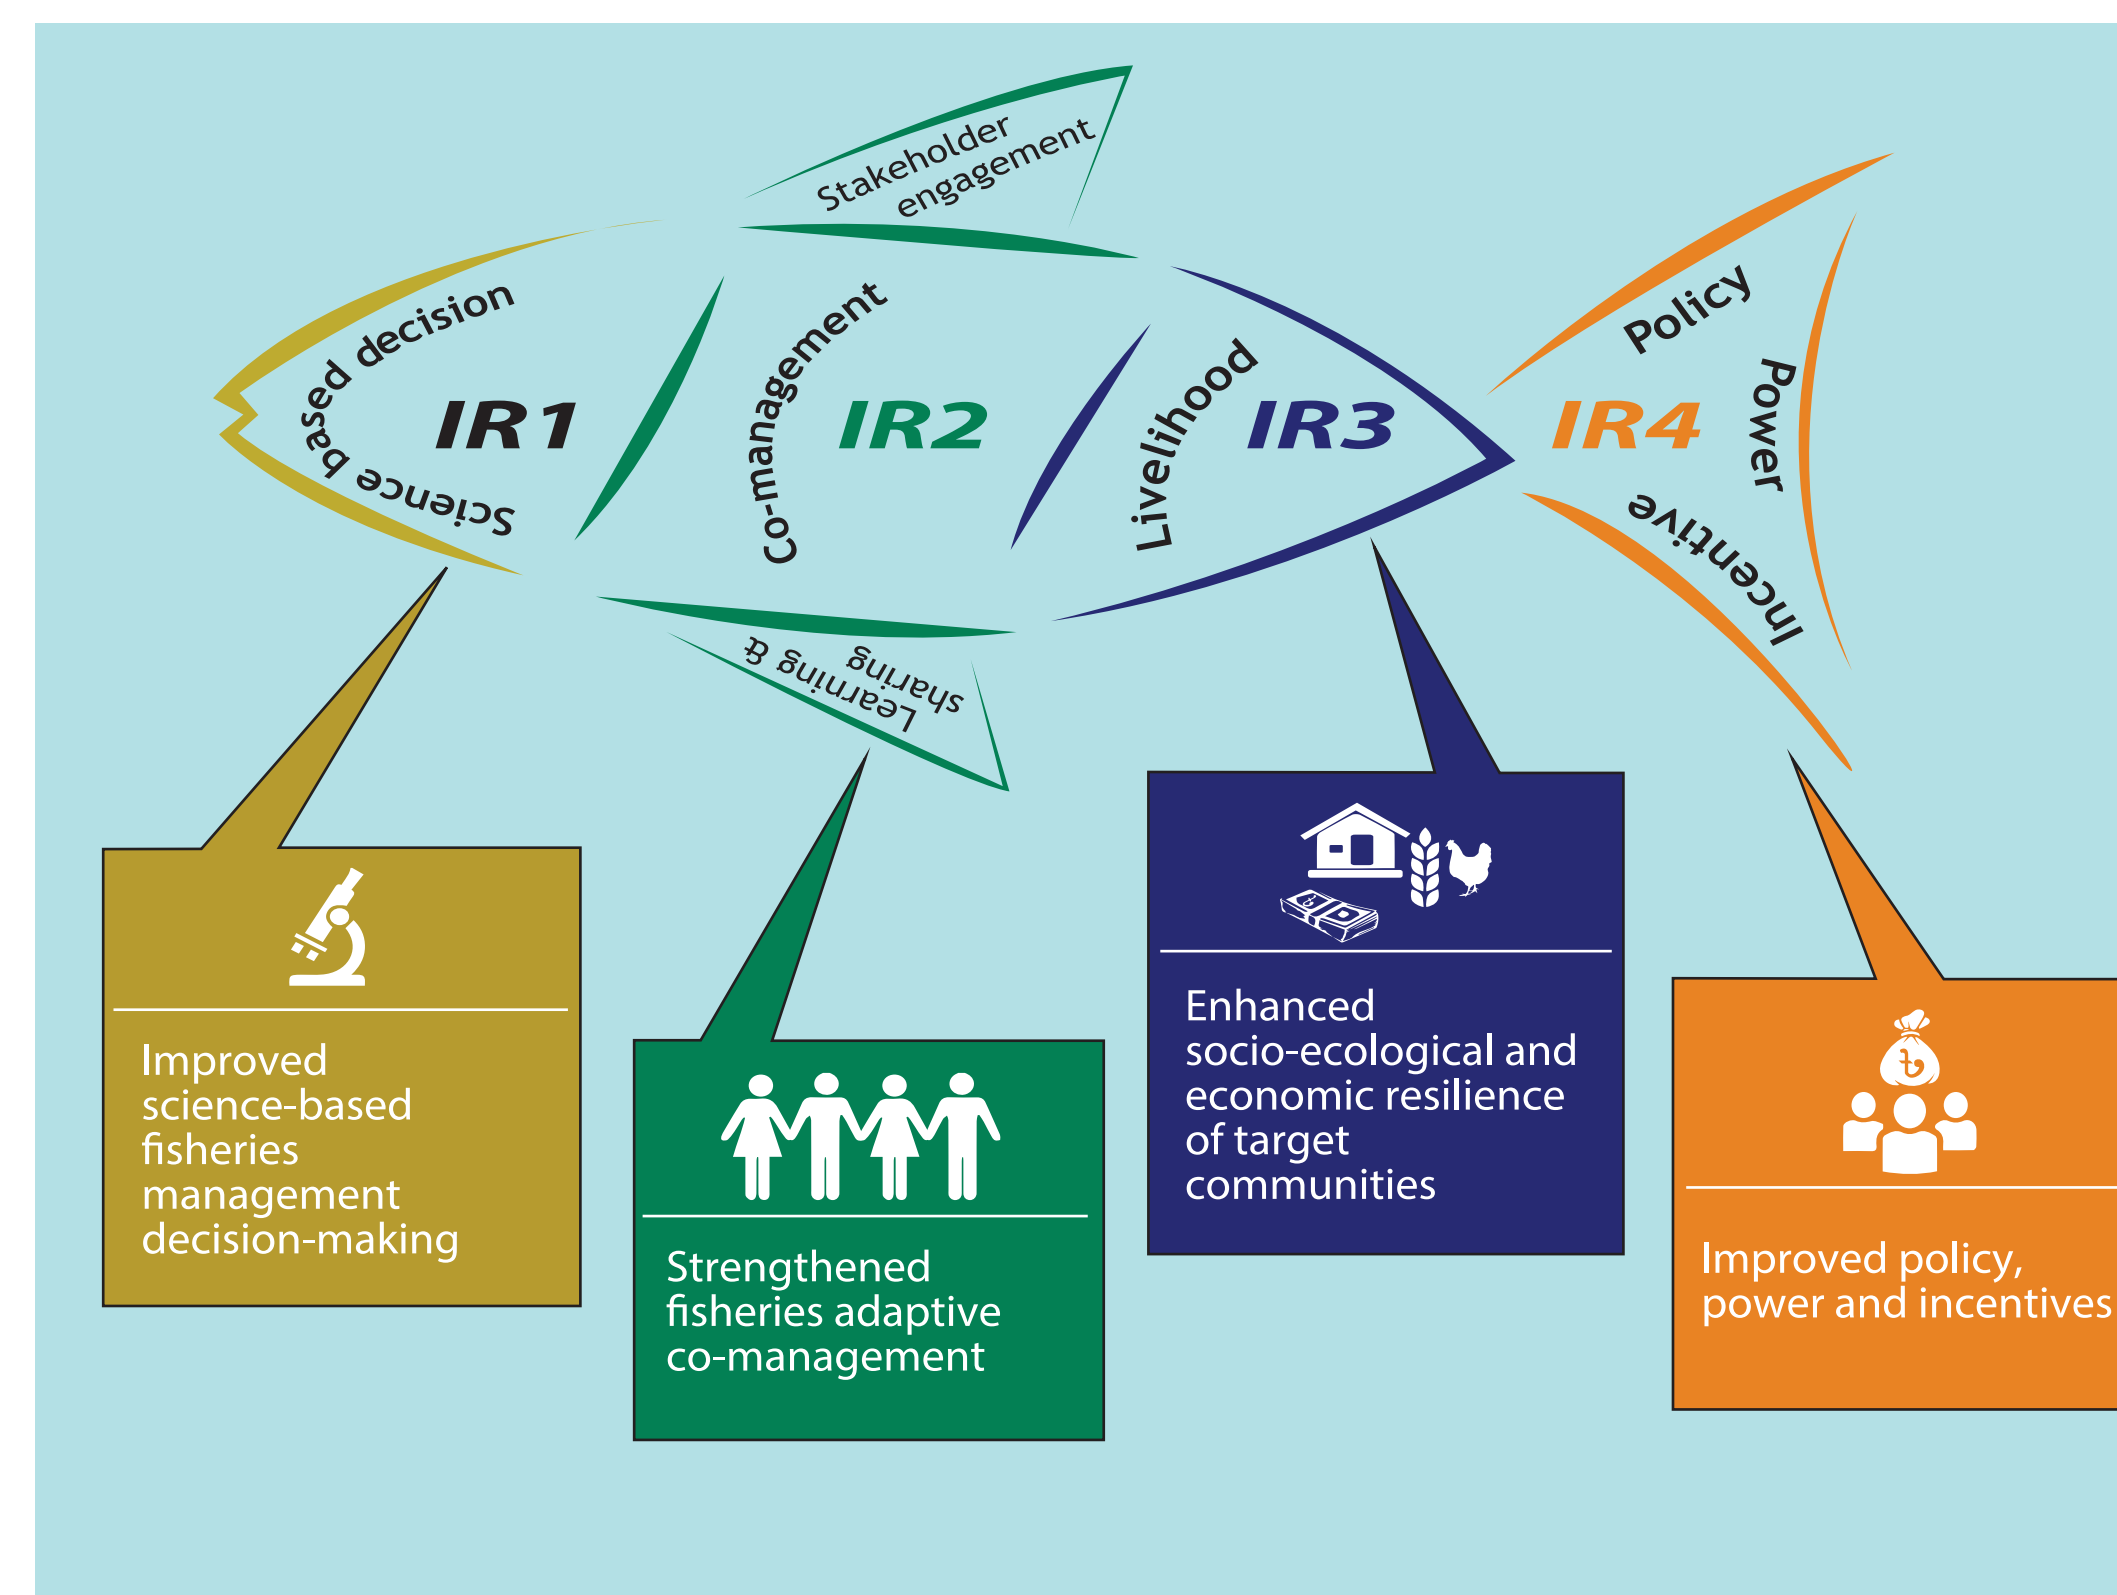 Stakeholder
engagement
Science based decision
IR1
Co-management
IR2
Livelihood
IR3
Policy
Power
Incentive
IR4
Learning &
sharing
Improved
science-based
fisheries
management
decision-making
Strengthened
fisheries adaptive
co-management
Enhanced
socio-ecological and
economic resilience
of target
communities
৳
Improved policy,
power and incentives